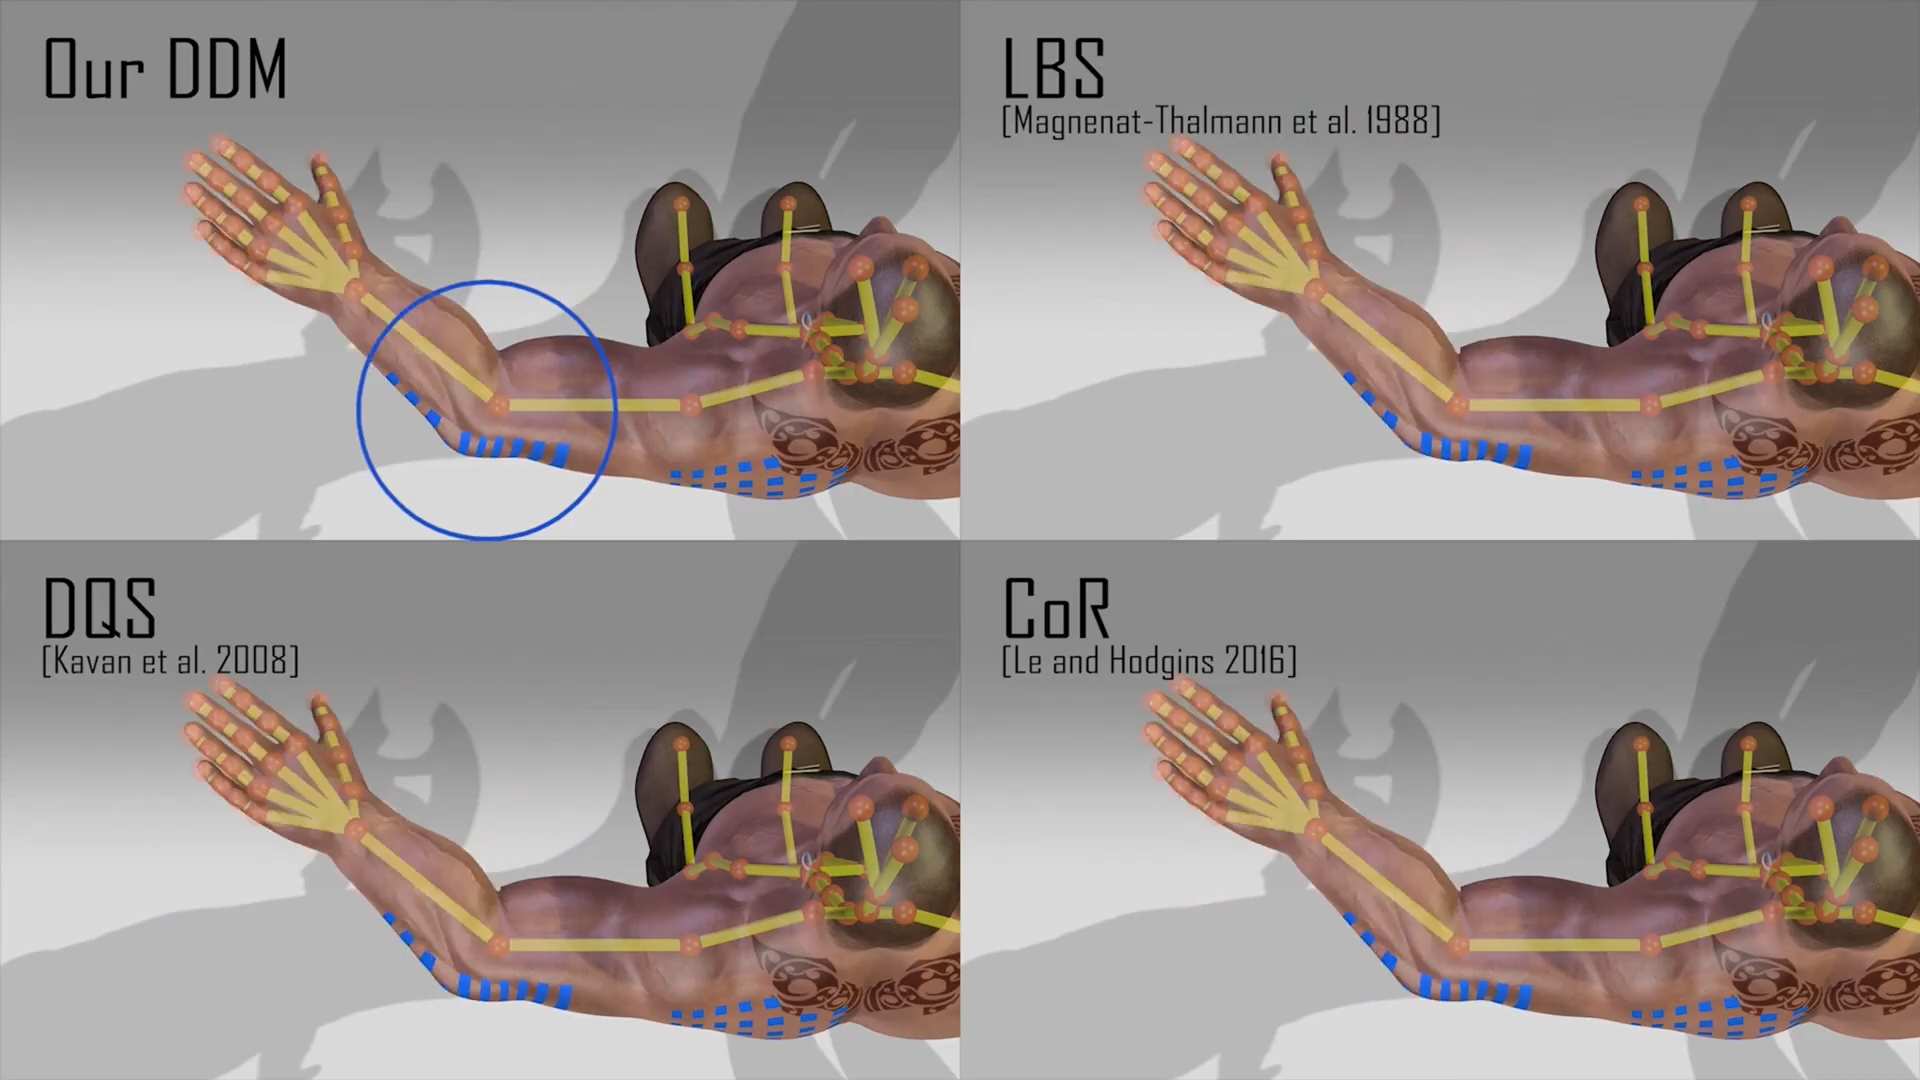 Our DDM
LBS
[Magnenat-Thalmann et al. 1988]
DQS
[Kavan et al. 2008]
CoR
[Le and Hodgins 2016]